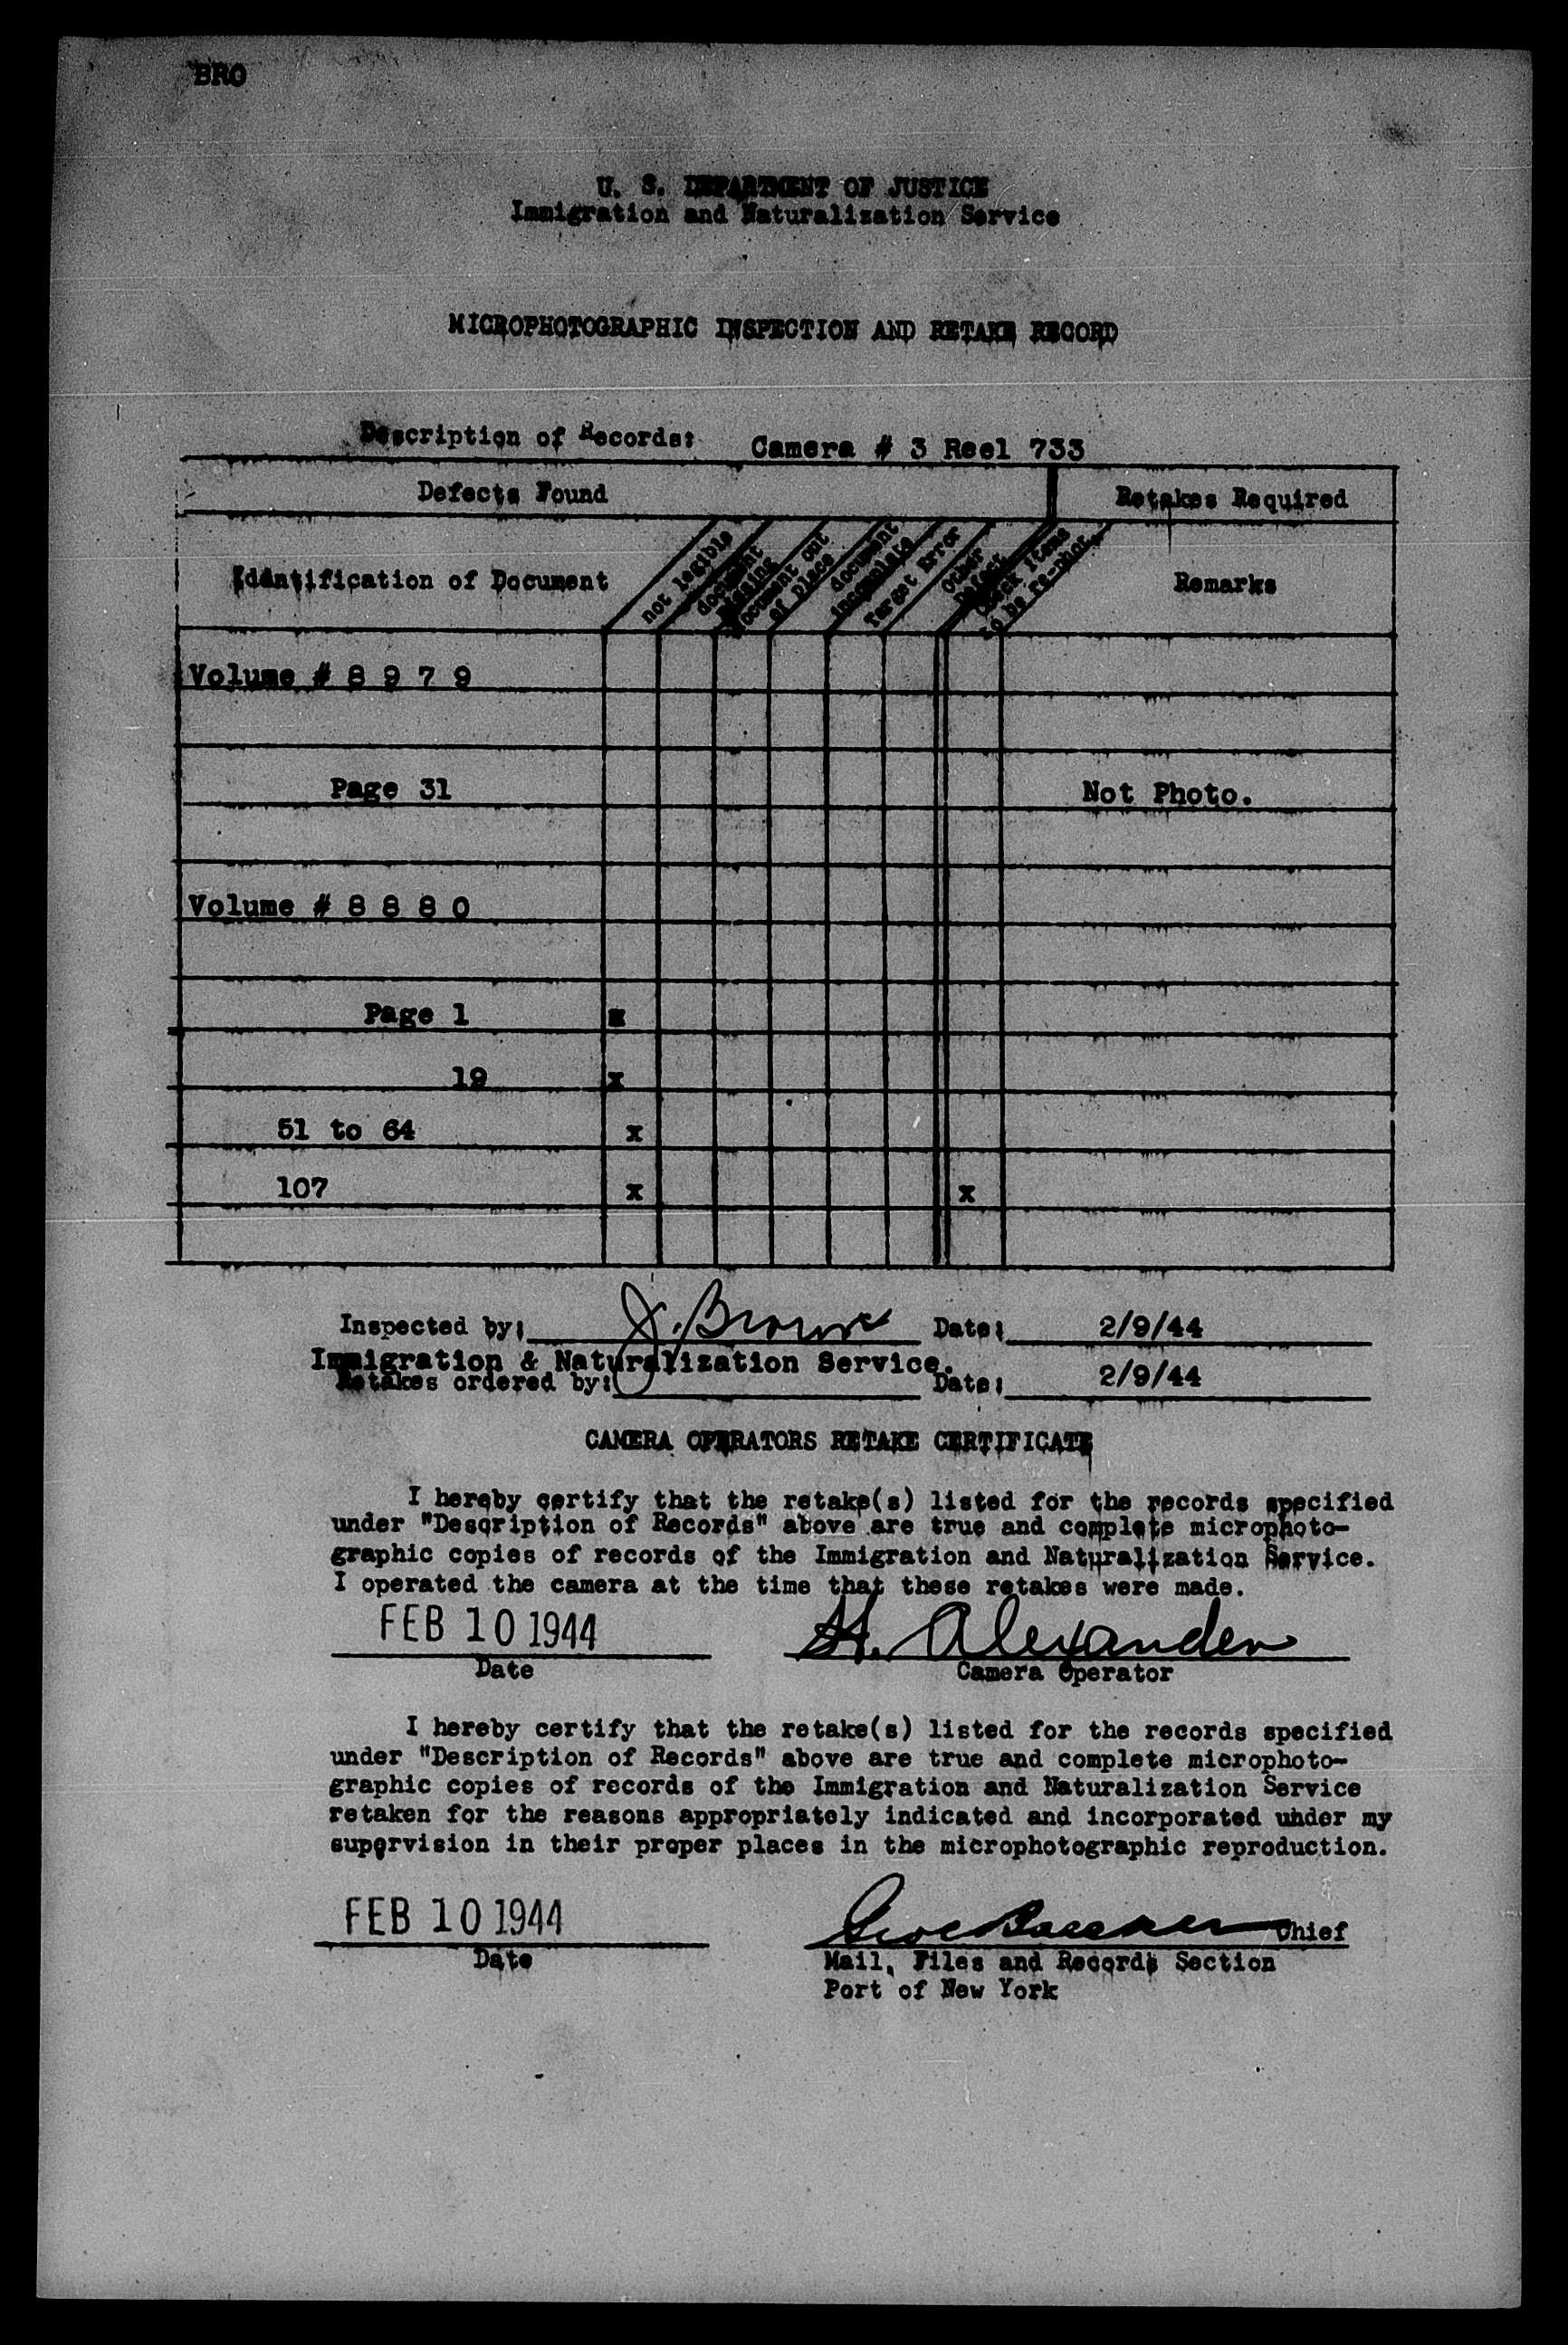 BRO
U. S. DEPARTMENT OF JUSTICE
Immigration and Naturalization Service
MICROPHOTOGRAPHIC INSPECTION AND RETAKE RECORD
Description of Records: Camera # 3 Reel 733
Defects Found Retakes Required
Identification of Document not legible document missing document out of place document incomplete Target Error Other Defect Check Items to be re-phot. Remarks
Volume # 8 9 7 9
Page 31 Not Photo.
Volume # 8 8 8 0
Page 1 x
19 x
51 to 64 x
107 x x
Inspected by: J. Brown Date: 2/9/44
Immigration & Naturalization Service.
Retakes ordered by: Date: 2/9/44
CAMERA OPERATORS RETAKE CERTIFICATE
I hereby certify that the retake(s) listed for the records specified
under "Description of Records" above are true and complete microphoto-
graphic copies of records of the Immigration and Naturalization Service.
I operated the camera at the time that these retakes were made.
FEB 10 1944 H. Alexander
Date Camera Operator
I hereby certify that the retake(s) listed for the records specified
under "Description of Records" above are true and complete microphoto-
graphic copies of records of the Immigration and Naturalization Service
retaken for the reasons appropriately indicated and incorporated under my
supervision in their proper places in the microphotographic reproduction.
FEB 10 1944 Chief
Date Mail, Files and Records Section
Port of New York